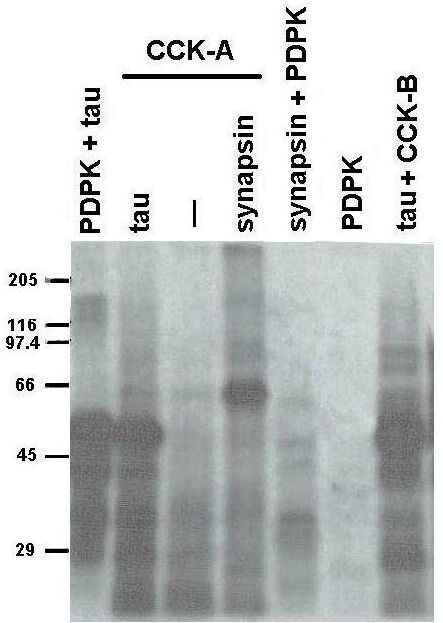 CCK-A
PDPK + tau
tau
—
synapsin
synapsin + PDPK
PDPK
tau + CCK-B
205
116
97.4
66
45
29